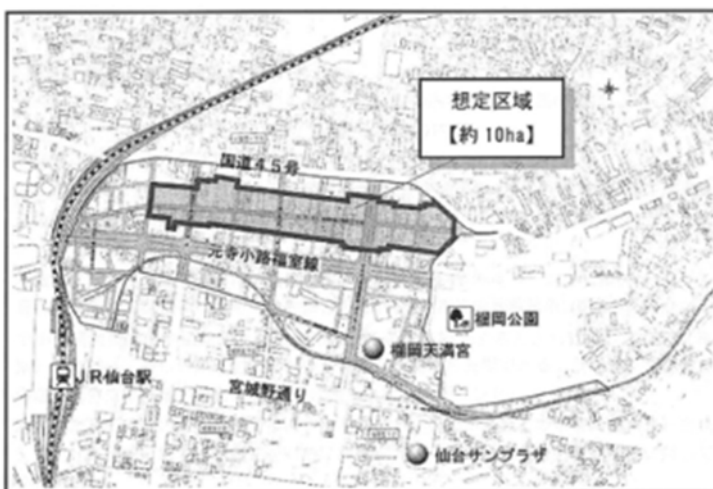 想定区域
【約10ha】
国道45号
元寺小路福室線
榴岡公園
榴岡天満宮
JR仙台駅
宮城野通り
仙台サンプラザ